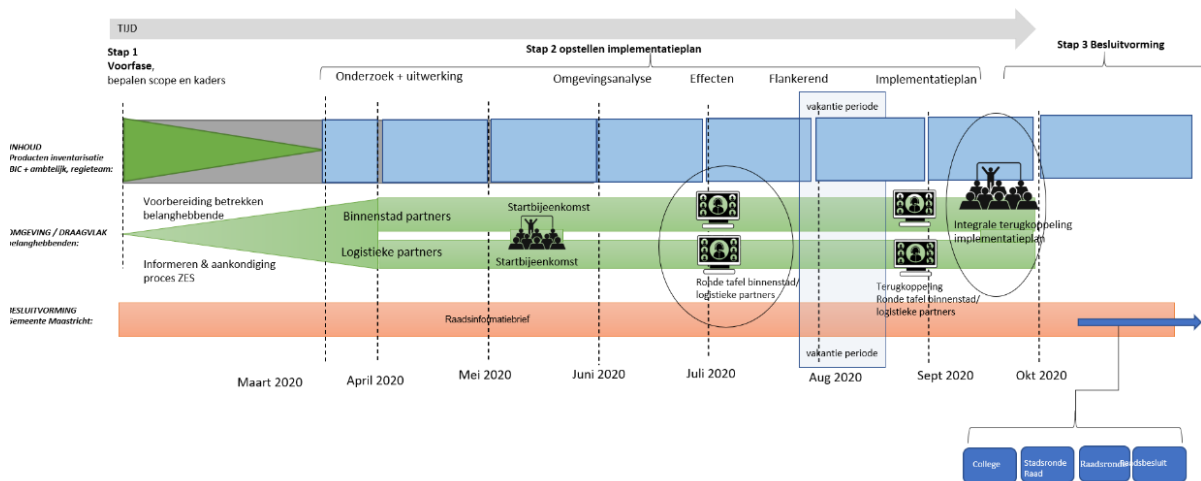 TIJD
Stap 1
Voorfase,
bepalen scope en kaders
Stap 2 opstellen implementatieplan
Stap 3 Besluitvorming
Onderzoek + uitwerking
Omgevingsanalyse
Effecten
Flankerend
Implementatieplan
vakantie periode
INHOUD
Producten inventarisatie
BIC + ambtelijk, regieteam:
Voorbereiding betrekken
belanghebbende
Binnenstad partners
Startbijeenkomst
OMGEVING / DRAAGVLAK
belanghebbenden:
Logistieke partners
Startbijeenkomst
Informeren & aankondiging
proces ZES
Integrale terugkoppeling
implementatieplan
Ronde tafel binnenstad/
logistieke partners
Terugkoppeling
Ronde tafel binnenstad/
logistieke partners
BESLUITVORMING
Gemeente Maastricht:
Raadsinformatiebrief
vakantie periode
Maart 2020
April 2020
Mei 2020
Juni 2020
Juli 2020
Aug 2020
Sept 2020
Okt 2020
College
Stadsronde
Raad
Raadsronde
Raadsbesluit